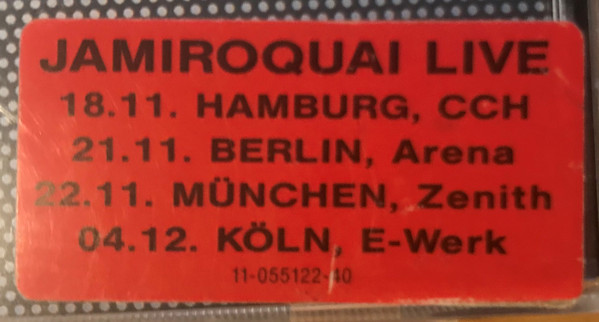 JAMIROQUAI LIVE
18.11. HAMBURG, CCH
21.11. BERLIN, Arena
22.11. MÜNCHEN, Zenith
04.12. KÖLN, E-Werk
11-055122-40